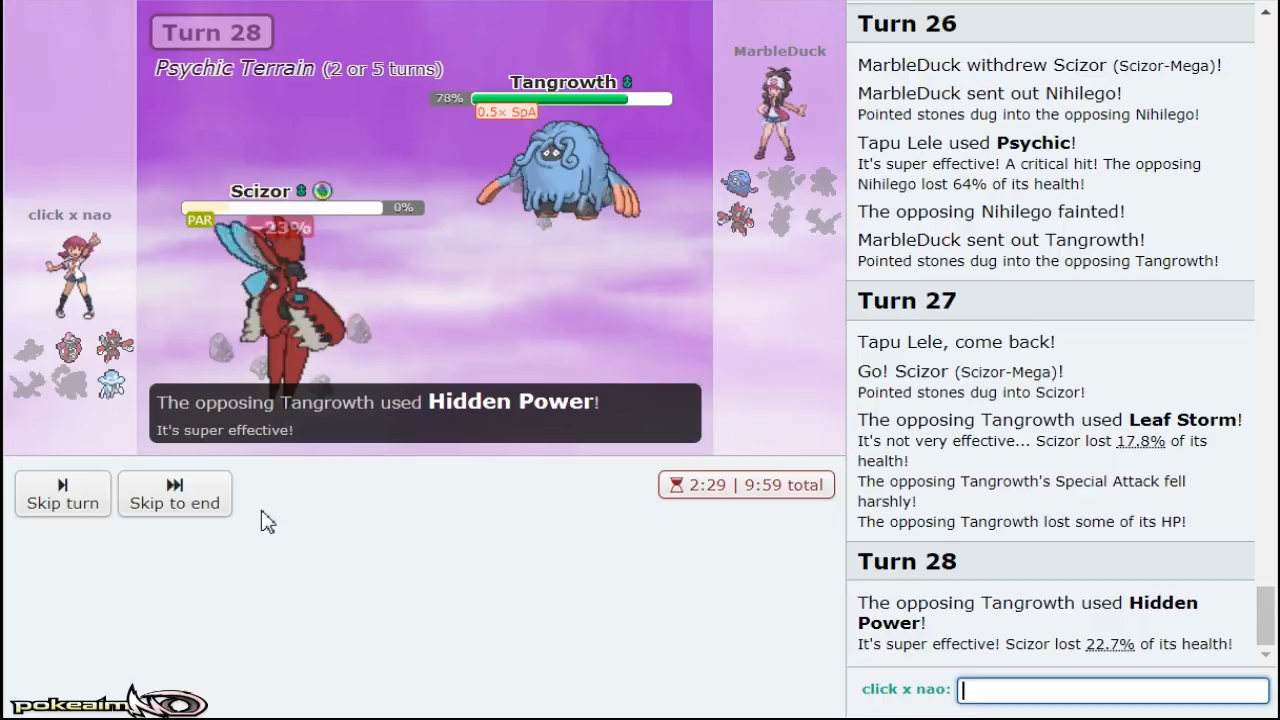 Turn 28
Psychic Terrain (2 or 5 turns)
Tangrowth
78%
0.5× SpA
MarbleDuck
Scizor
0%
PAR
−23%
click x nao
The opposing Tangrowth used Hidden Power!
It's super effective!
Skip turn
Skip to end
2:29 | 9:59 total
pokeaimMD
Turn 26
MarbleDuck withdrew Scizor (Scizor-Mega)!
MarbleDuck sent out Nihilego!
Pointed stones dug into the opposing Nihilego!
Tapu Lele used Psychic!
It's super effective! A critical hit! The opposing
Nihilego lost 64% of its health!
The opposing Nihilego fainted!
MarbleDuck sent out Tangrowth!
Pointed stones dug into the opposing Tangrowth!
Turn 27
Tapu Lele, come back!
Go! Scizor (Scizor-Mega)!
Pointed stones dug into Scizor!
The opposing Tangrowth used Leaf Storm!
It's not very effective... Scizor lost 17.8% of its
health!
The opposing Tangrowth's Special Attack fell
harshly!
The opposing Tangrowth lost some of its HP!
Turn 28
The opposing Tangrowth used Hidden
Power!
It's super effective! Scizor lost 22.7% of its health!
click x nao: